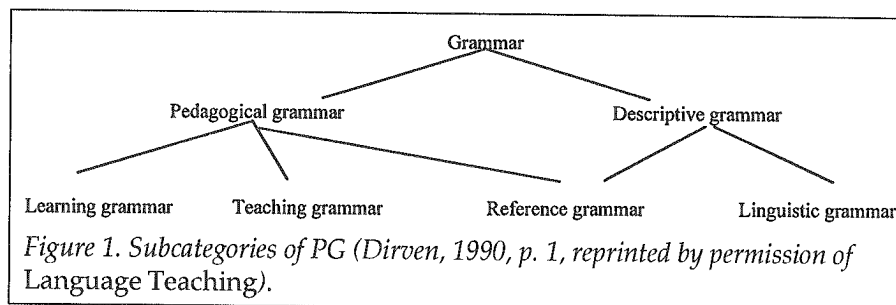 Grammar
Pedagogical grammar Descriptive grammar
Learning grammar Teaching grammar Reference grammar Linguistic grammar
Figure 1. Subcategories of PG (Dirven, 1990, p. 1, reprinted by permission of
Language Teaching).